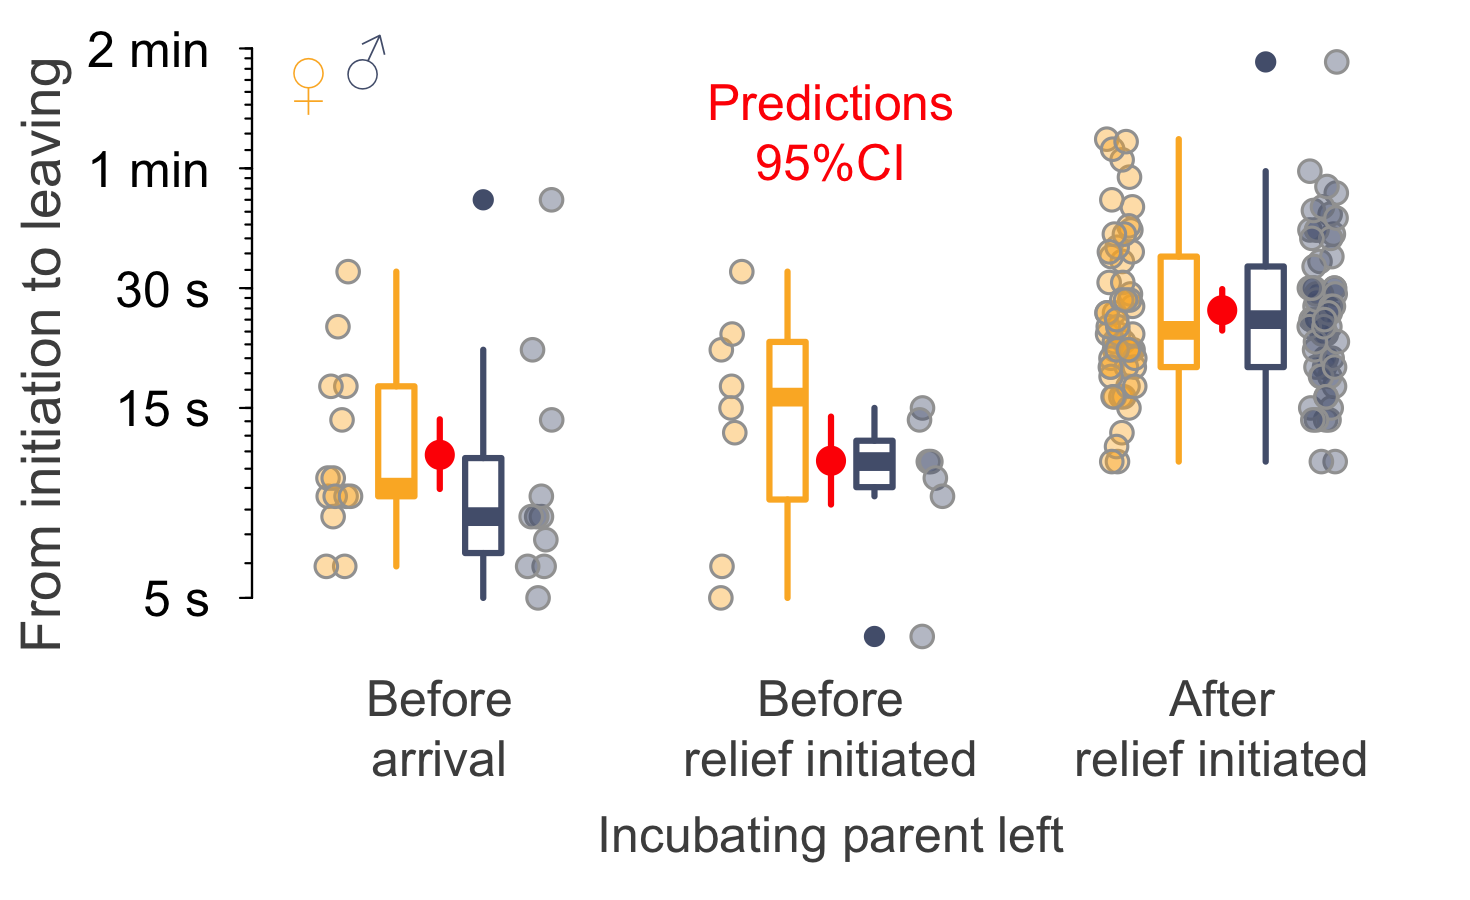 From initiation to leaving
2 min
1 min
30 s
15 s
5 s
♀ ♂
Predictions
95%CI
Before
arrival
Before
relief initiated
After
relief initiated
Incubating parent left